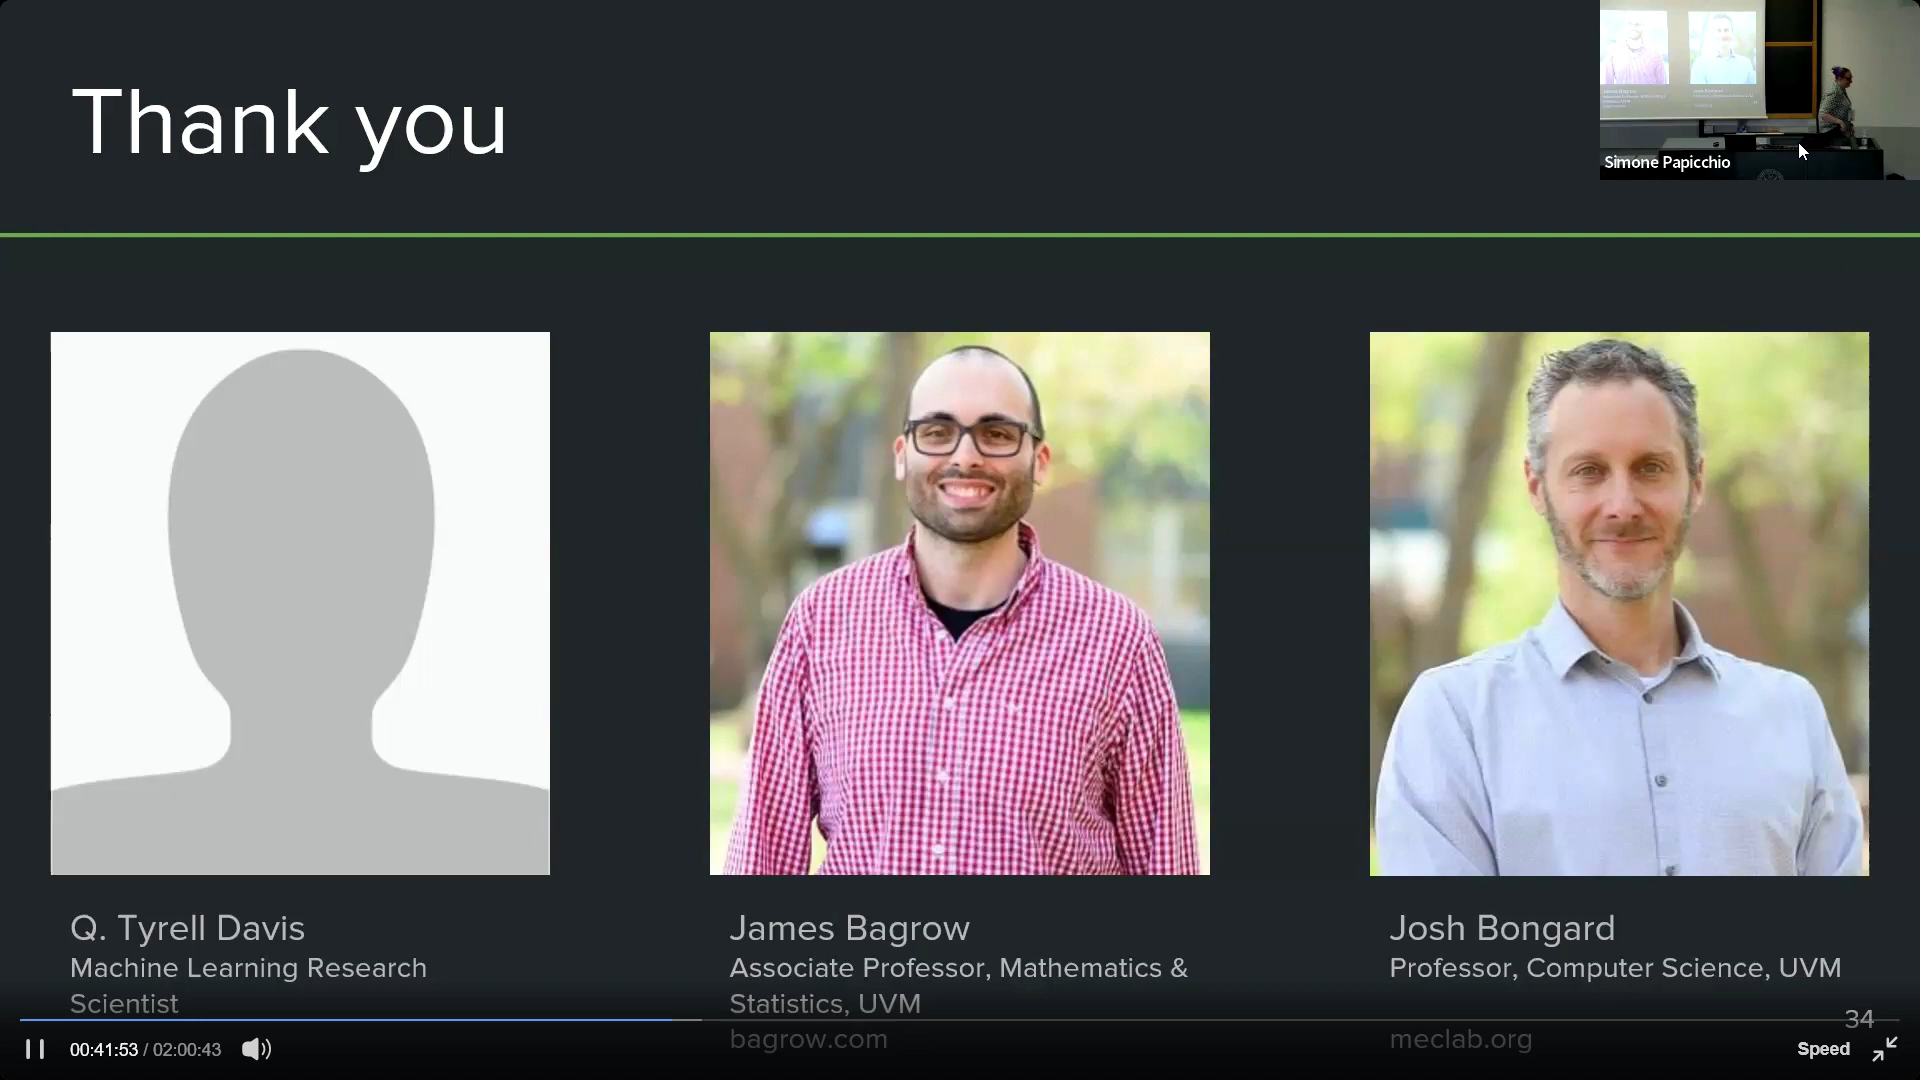 Thank you
Simone Papicchio
Q. Tyrell Davis
Machine Learning Research
Scientist
James Bagrow
Associate Professor, Mathematics &
Statistics, UVM
bagrow.com
Josh Bongard
Professor, Computer Science, UVM
meclab.org
34
00:41:53 / 02:00:43
Speed